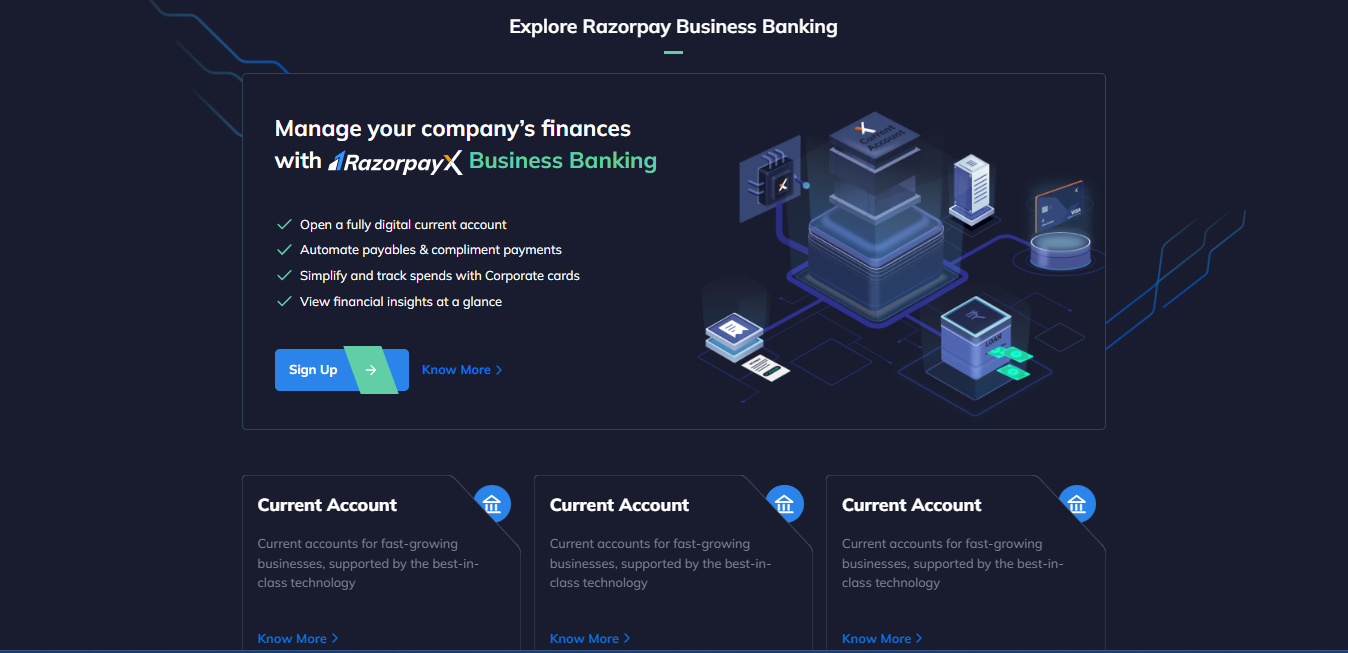 Explore Razorpay Business Banking
Manage your company's finances
with RazorpayX Business Banking
Open a fully digital current account
Automate payables & compliment payments
Simplify and track spends with Corporate cards
View financial insights at a glance
Sign Up
Know More
Current Account
LOAN
Current Account
Current accounts for fast-growing
businesses, supported by the best-in-
class technology
Know More
Current Account
Current accounts for fast-growing
businesses, supported by the best-in-
class technology
Know More
Current Account
Current accounts for fast-growing
businesses, supported by the best-in-
class technology
Know More